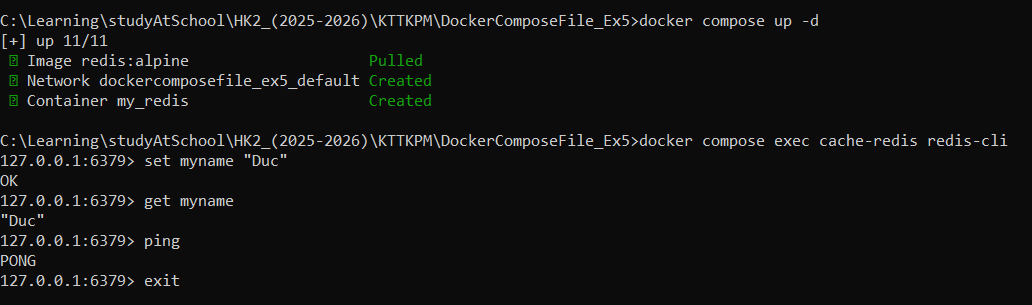 C:\Learning\studyAtSchool\HK2_(2025-2026)\KTTKPM\DockerComposeFile_Ex5>docker compose up -d
[+] up 11/11
Image redis:alpine Pulled
Network dockercomposefile_ex5_default Created
Container my_redis Created
C:\Learning\studyAtSchool\HK2_(2025-2026)\KTTKPM\DockerComposeFile_Ex5>docker compose exec cache-redis redis-cli
127.0.0.1:6379> set myname "Duc"
OK
127.0.0.1:6379> get myname
"Duc"
127.0.0.1:6379> ping
PONG
127.0.0.1:6379> exit